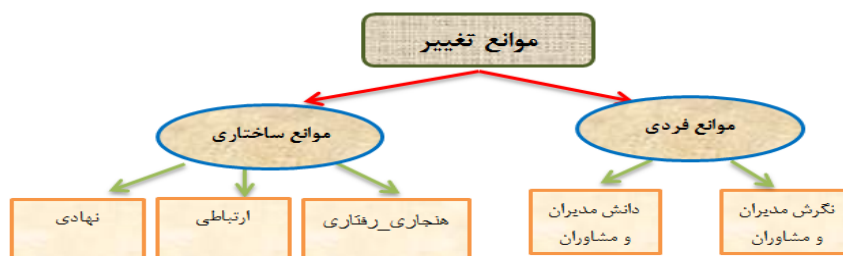 موانع تغییر
موانع فردی
موانع ساختاری
نگرش مدیران
و مشاوران
دانش مدیران
و مشاوران
هنجاری_رفتاری
ارتباطی
نهادی